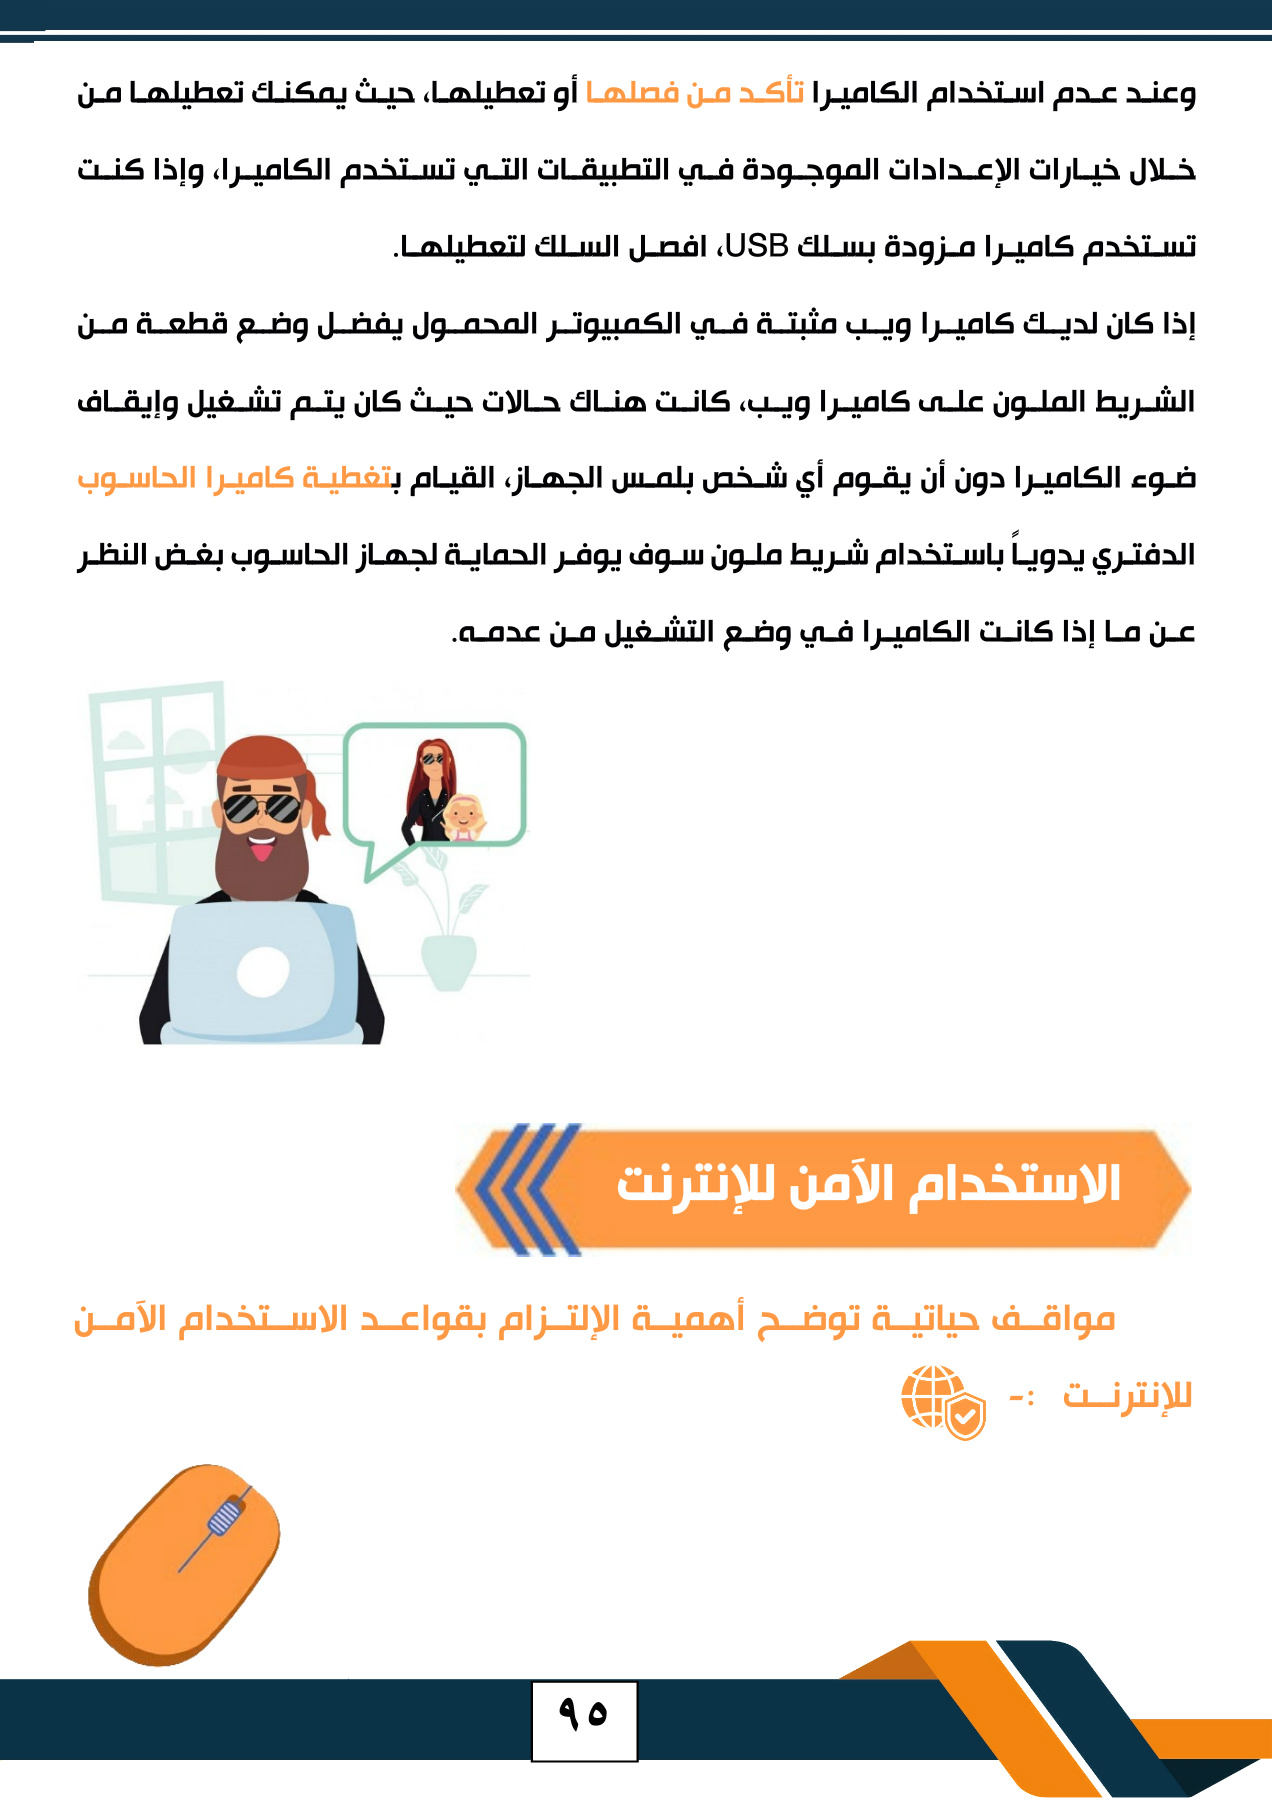 وعند عدم استخدام الكاميرا تأكد من فصلها أو تعطيلها، حيث يمكنك تعطيلها من
خلال خيارات الإعدادات الموجودة في التطبيقات التي تستخدم الكاميرا، وإذا كنت
تستخدم كاميرا مزودة بسلك USB، افصل السلك لتعطيلها.
إذا كان لديك كاميرا ويب مثبتة في الكمبيوتر المحمول يفضل وضع قطعة من
الشريط الملون على كاميرا ويب، كانت هناك حالات حيث كان يتم تشغيل وإيقاف
ضوء الكاميرا دون أن يقوم أي شخص بلمس الجهاز، القيام بتغطية كاميرا الحاسوب
الدفتري يدوياً باستخدام شريط ملون سوف يوفر الحماية لجهاز الحاسوب بغض النظر
عن ما إذا كانت الكاميرا في وضع التشغيل من عدمه.
الاستخدام الآمن للإنترنت
مواقف حياتية توضح أهمية الإلتزام بقواعد الاستخدام الآمن
للإنترنت :-
٩٥